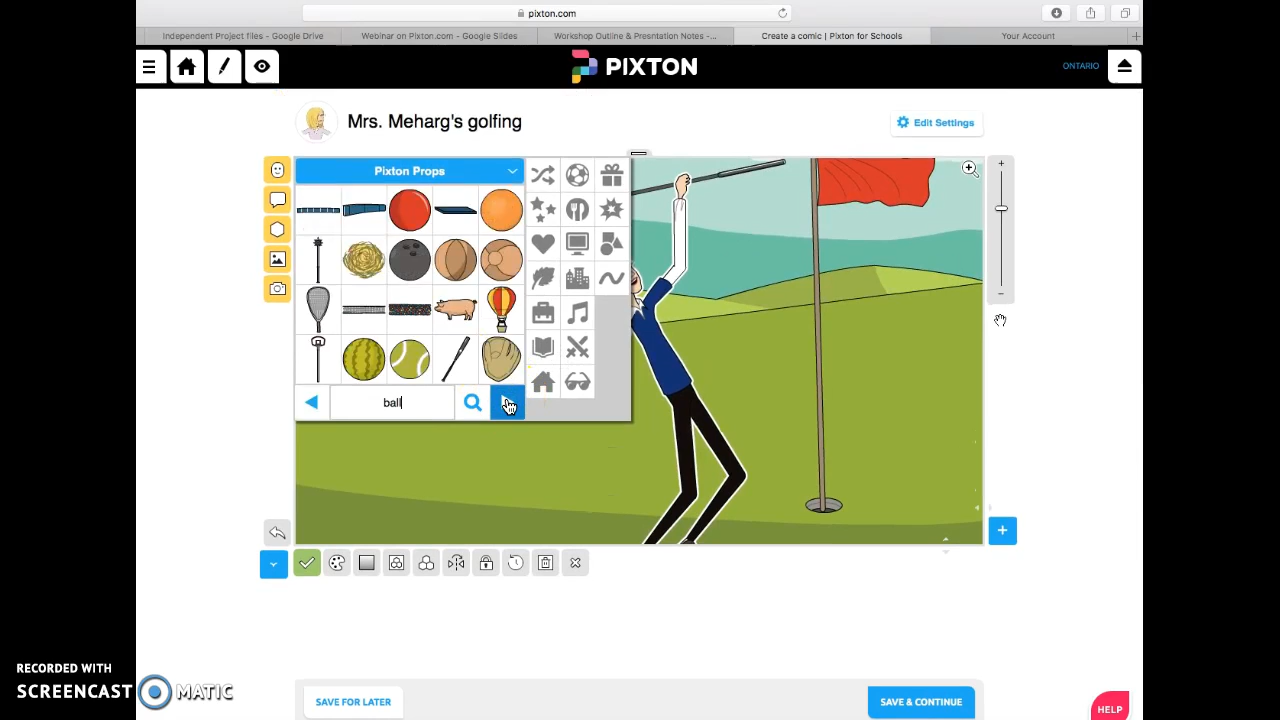 pixton.com
Independent Project files - Google Drive
Webinar on Pixton.com - Google Slides
Workshop Outline & Presntation Notes -...
Create a comic | Pixton for Schools
Your Account
PIXTON
ONTARIO
Mrs. Meharg's golfing
Edit Settings
Pixton Props
ball
RECORDED WITH
SCREENCAST MATIC
SAVE FOR LATER
SAVE & CONTINUE
HELP